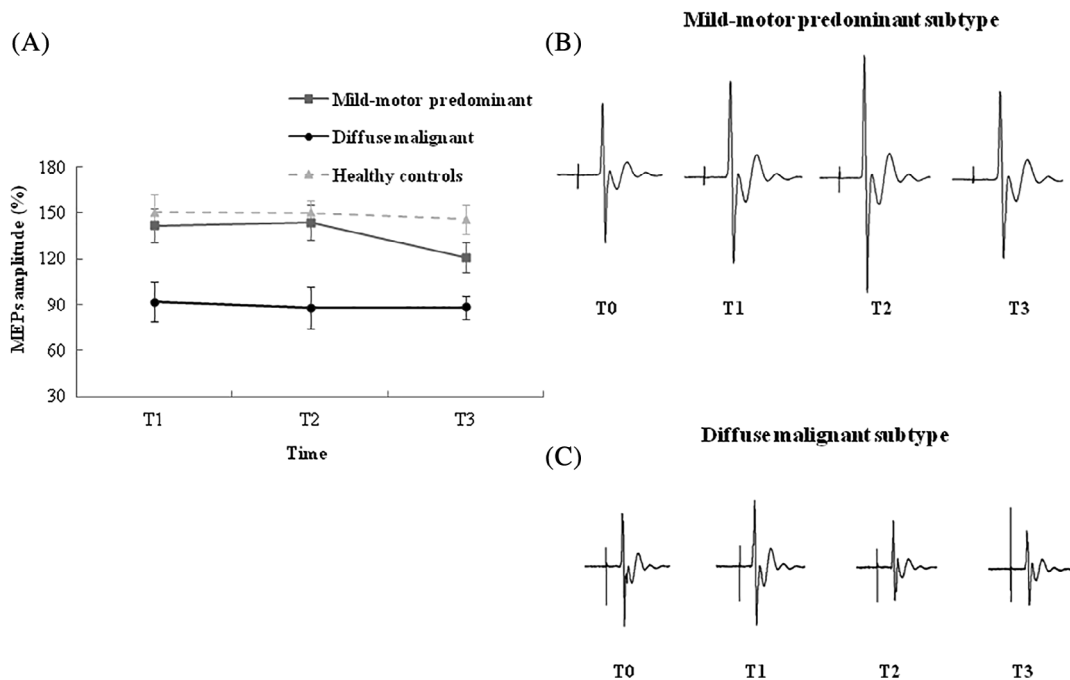 (A)
Mild-motor predominant
Diffuse malignant
Healthy controls
180
150
120
90
60
30
MEPs amplitude (%)
T1 T2 T3
Time
(B)
Mild-motor predominant subtype
T0 T1 T2 T3
(C)
Diffuse malignant subtype
T0 T1 T2 T3